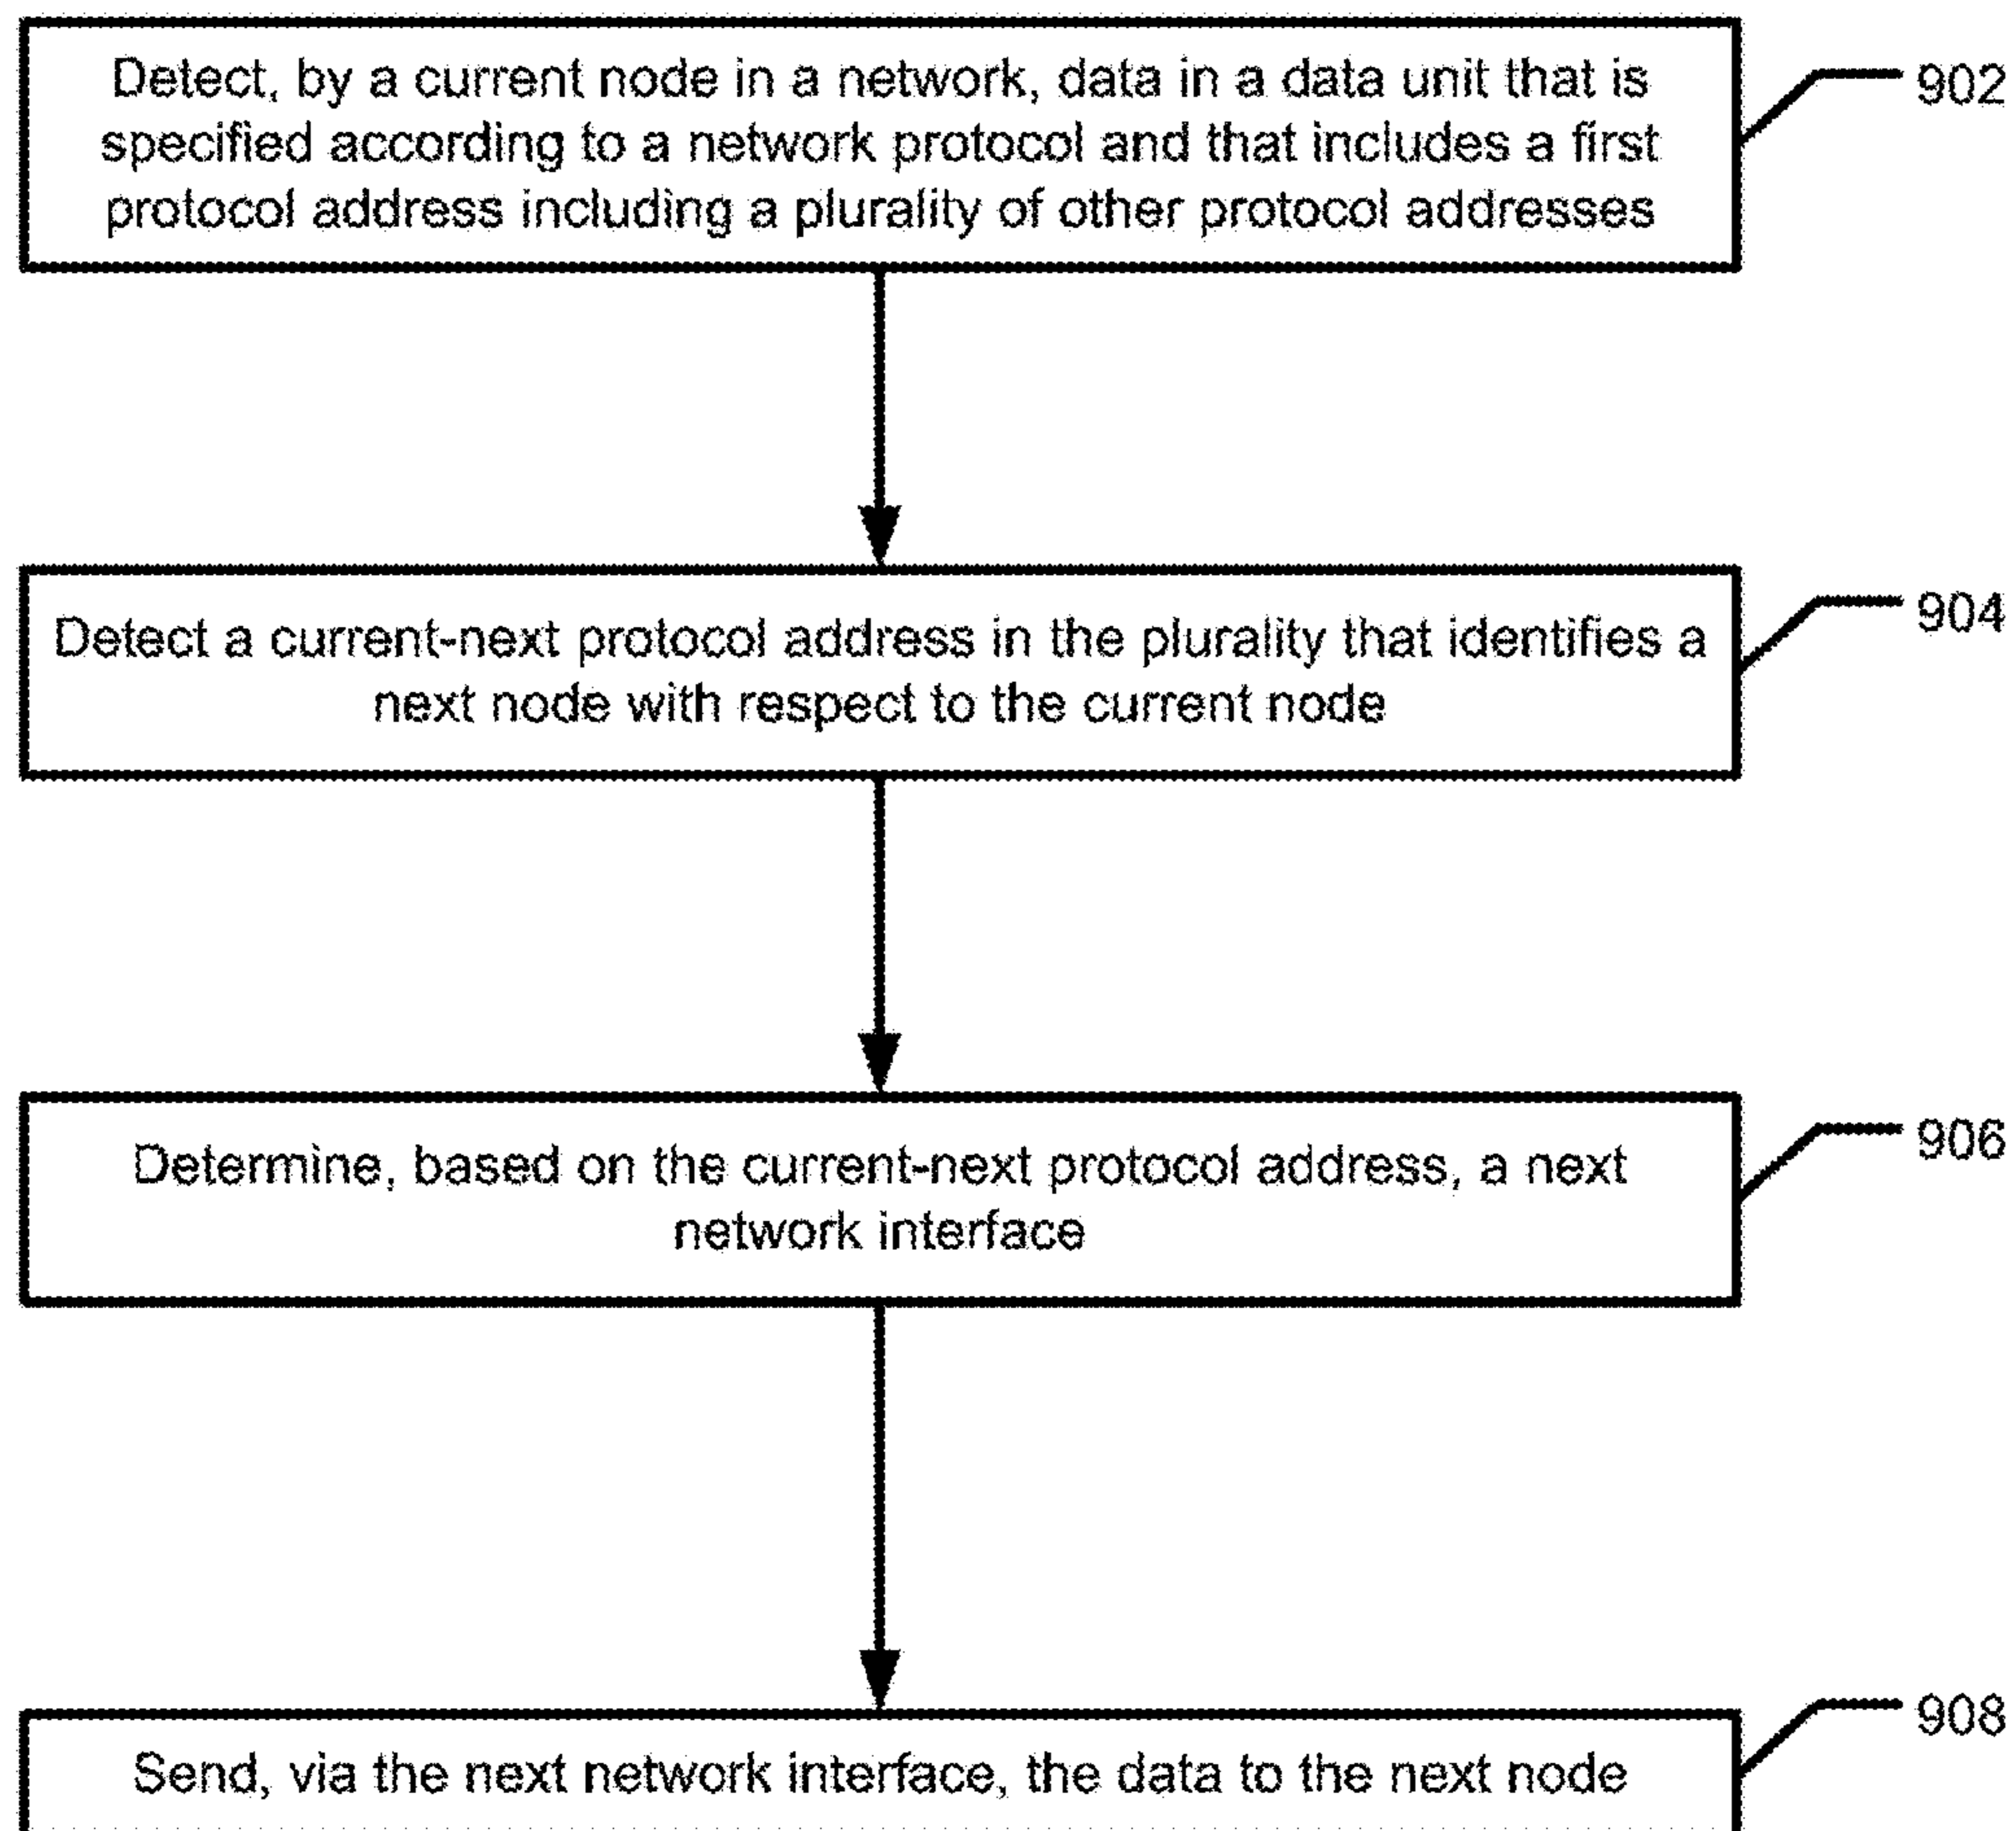 Detect, by a current node in a network, data in a data unit that is
specified according to a network protocol and that includes a first
protocol address including a plurality of other protocol addresses
902
Detect a current-next protocol address in the plurality that identifies a
next node with respect to the current node
904
Determine, based on the current-next protocol address, a next
network interface
906
Send, via the next network interface, the data to the next node
908